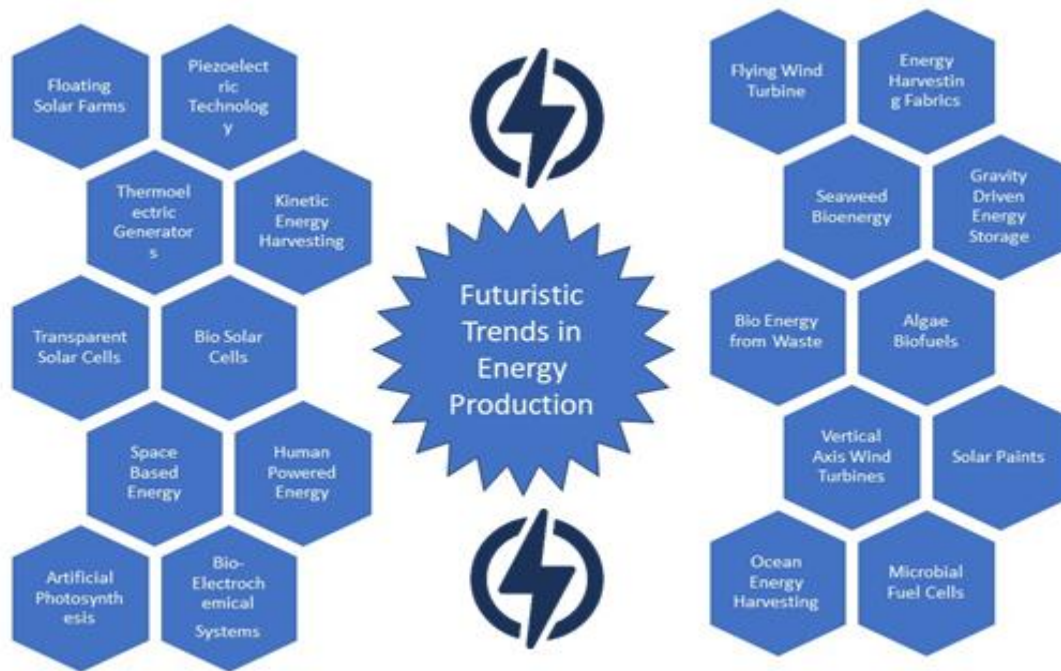 Floating
Solar Farms
Piezoelect
ric
Technolog
y
Thermoel
ectric
Generator
s
Kinetic
Energy
Harvesting
Transparent
Solar Cells
Bio Solar
Cells
Space
Based
Energy
Human
Powered
Energy
Artificial
Photosynth
esis
Bio-
Electroch
emical
Systems
Futuristic
Trends in
Energy
Production
Flying Wind
Turbine
Energy
Harvestin
g Fabrics
Seaweed
Bioenergy
Gravity
Driven
Energy
Storage
Bio Energy
from Waste
Algae
Biofuels
Vertical
Axis Wind
Turbines
Solar Paints
Ocean
Energy
Harvesting
Microbial
Fuel Cells